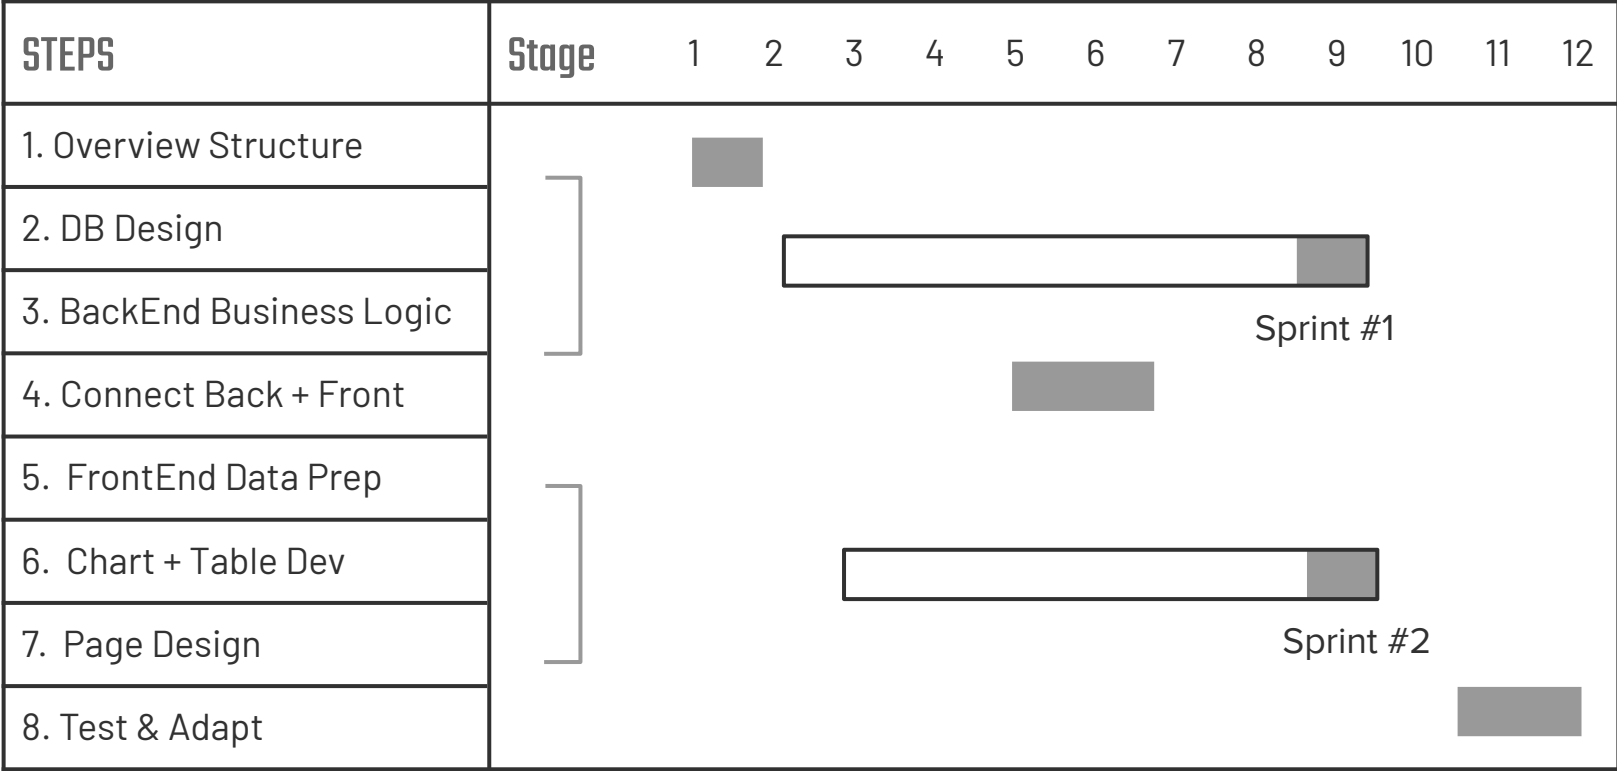 STEPS Stage 1 2 3 4 5 6 7 8 9 10 11 12
1. Overview Structure
2. DB Design
3. BackEnd Business Logic
Sprint #1
4. Connect Back + Front
5. FrontEnd Data Prep
6. Chart + Table Dev
7. Page Design
Sprint #2
8. Test & Adapt